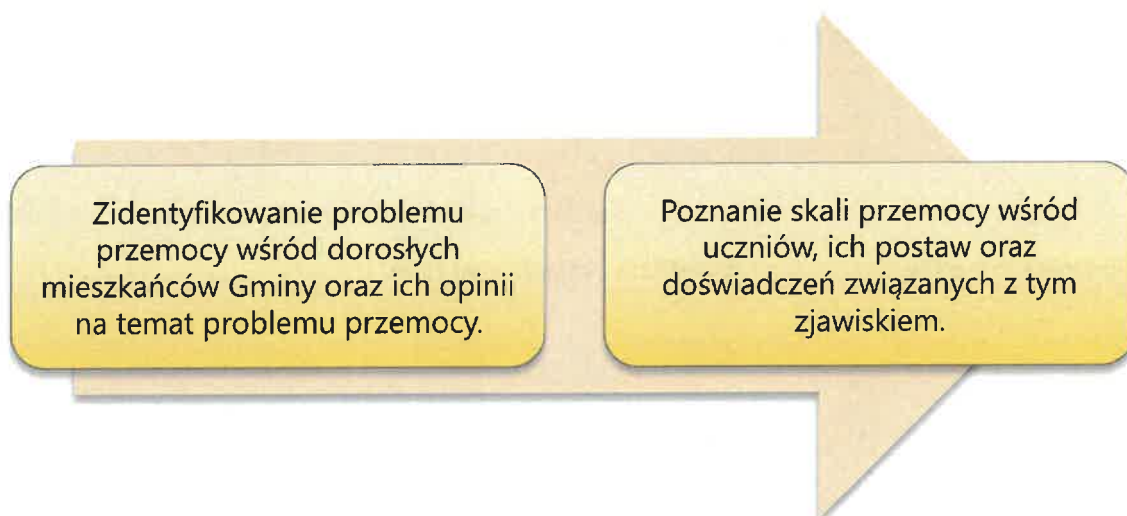 Zidentyfikowanie problemu
przemocy wśród dorosłych
mieszkańców Gminy oraz ich opinii
na temat problemu przemocy.
Poznanie skali przemocy wśród
uczniów, ich postaw oraz
doświadczeń związanych z tym
zjawiskiem.